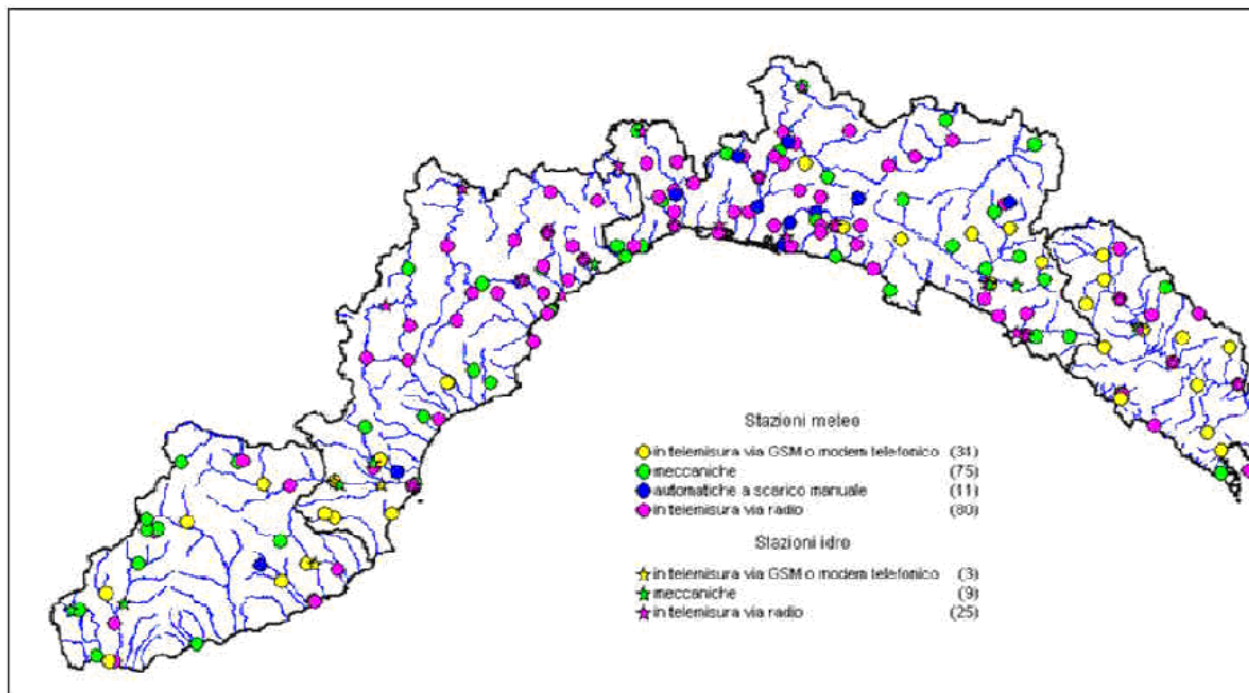 Stazioni meteo
in telemisura via GSM o modem telefonico (31)
meccaniche (75)
automatiche a scarico manuale (11)
in telemisura via radio (80)
Stazioni idro
in telemisura via GSM o modem telefonico (3)
meccaniche (9)
in telemisura via radio (25)